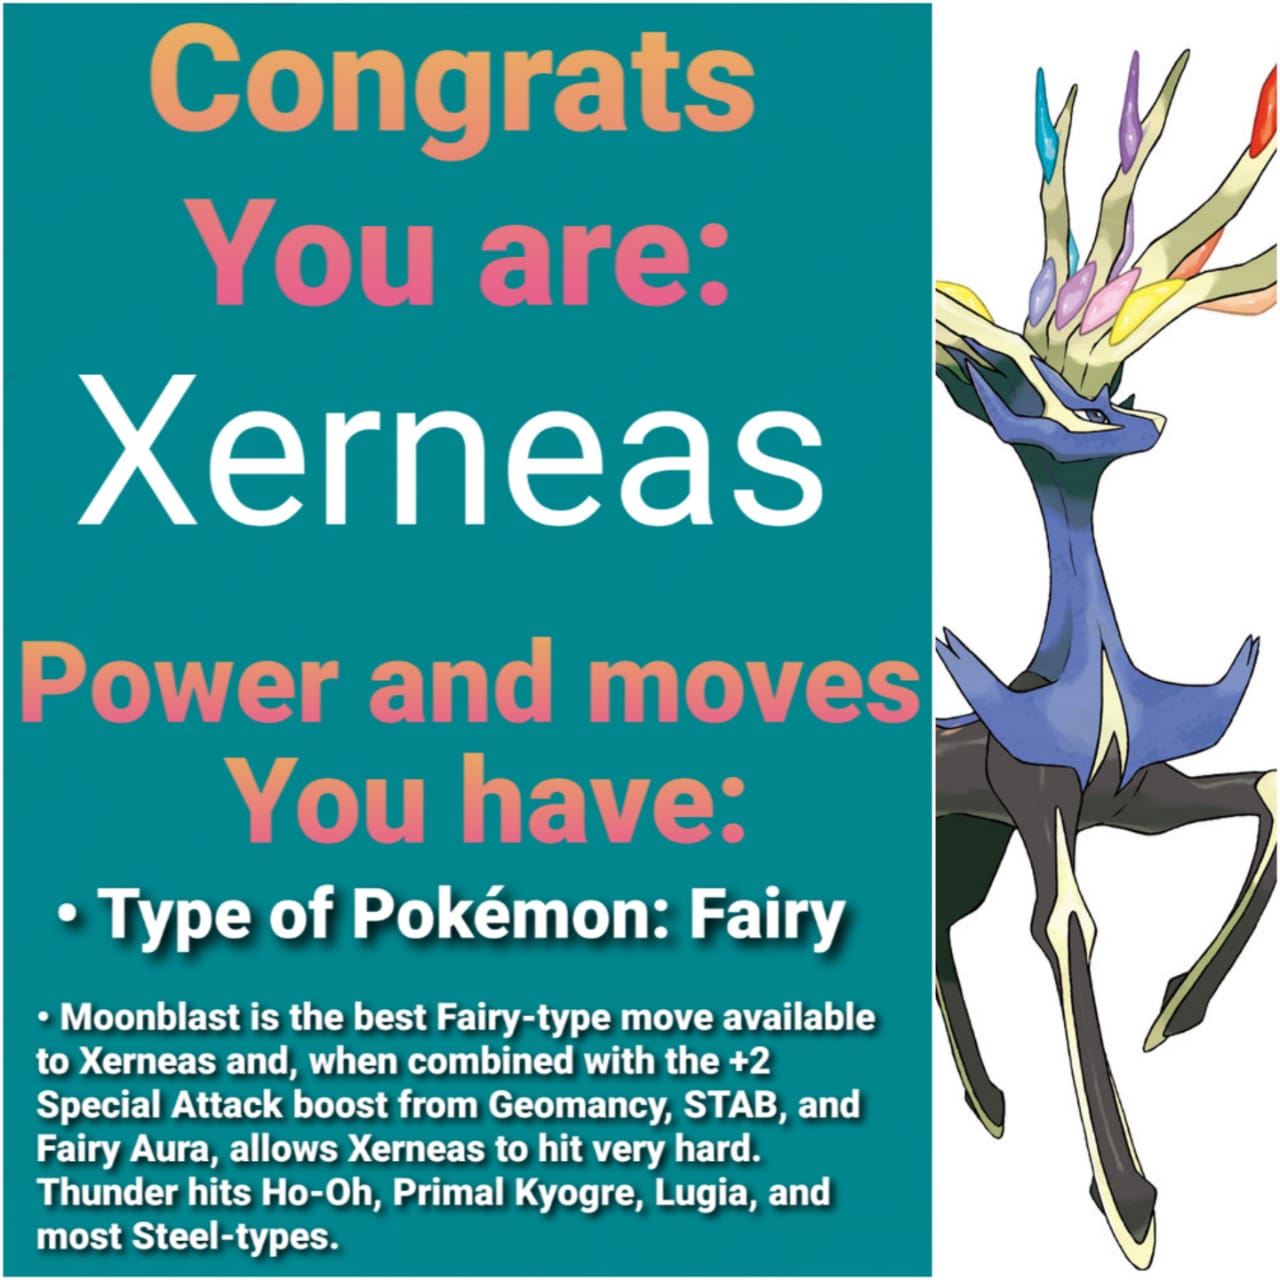 Congrats
You are:
Xerneas
Power and moves
You have:
• Type of Pokémon: Fairy
• Moonblast is the best Fairy-type move available
to Xerneas and, when combined with the +2
Special Attack boost from Geomancy, STAB, and
Fairy Aura, allows Xerneas to hit very hard.
Thunder hits Ho-Oh, Primal Kyogre, Lugia, and
most Steel-types.